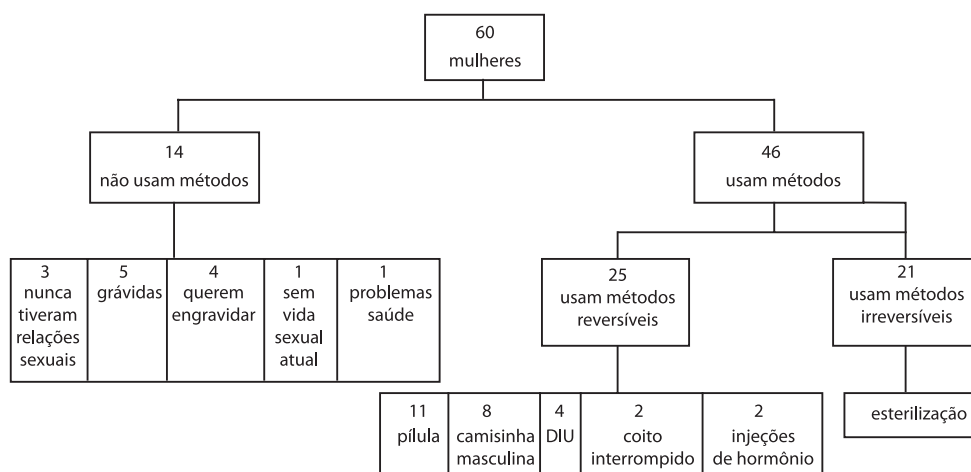 60
mulheres
14
não usam métodos
46
usam métodos
3
nunca
tiveram
relações
sexuais
5
grávidas
4
querem
engravidar
1
sem
vida
sexual
atual
1
problemas
saúde
25
usam métodos
reversíveis
21
usam métodos
irreversíveis
11
pílula
8
camisinha
masculina
4
DIU
2
coito
interrompido
2
injeções
de hormônio
esterilização